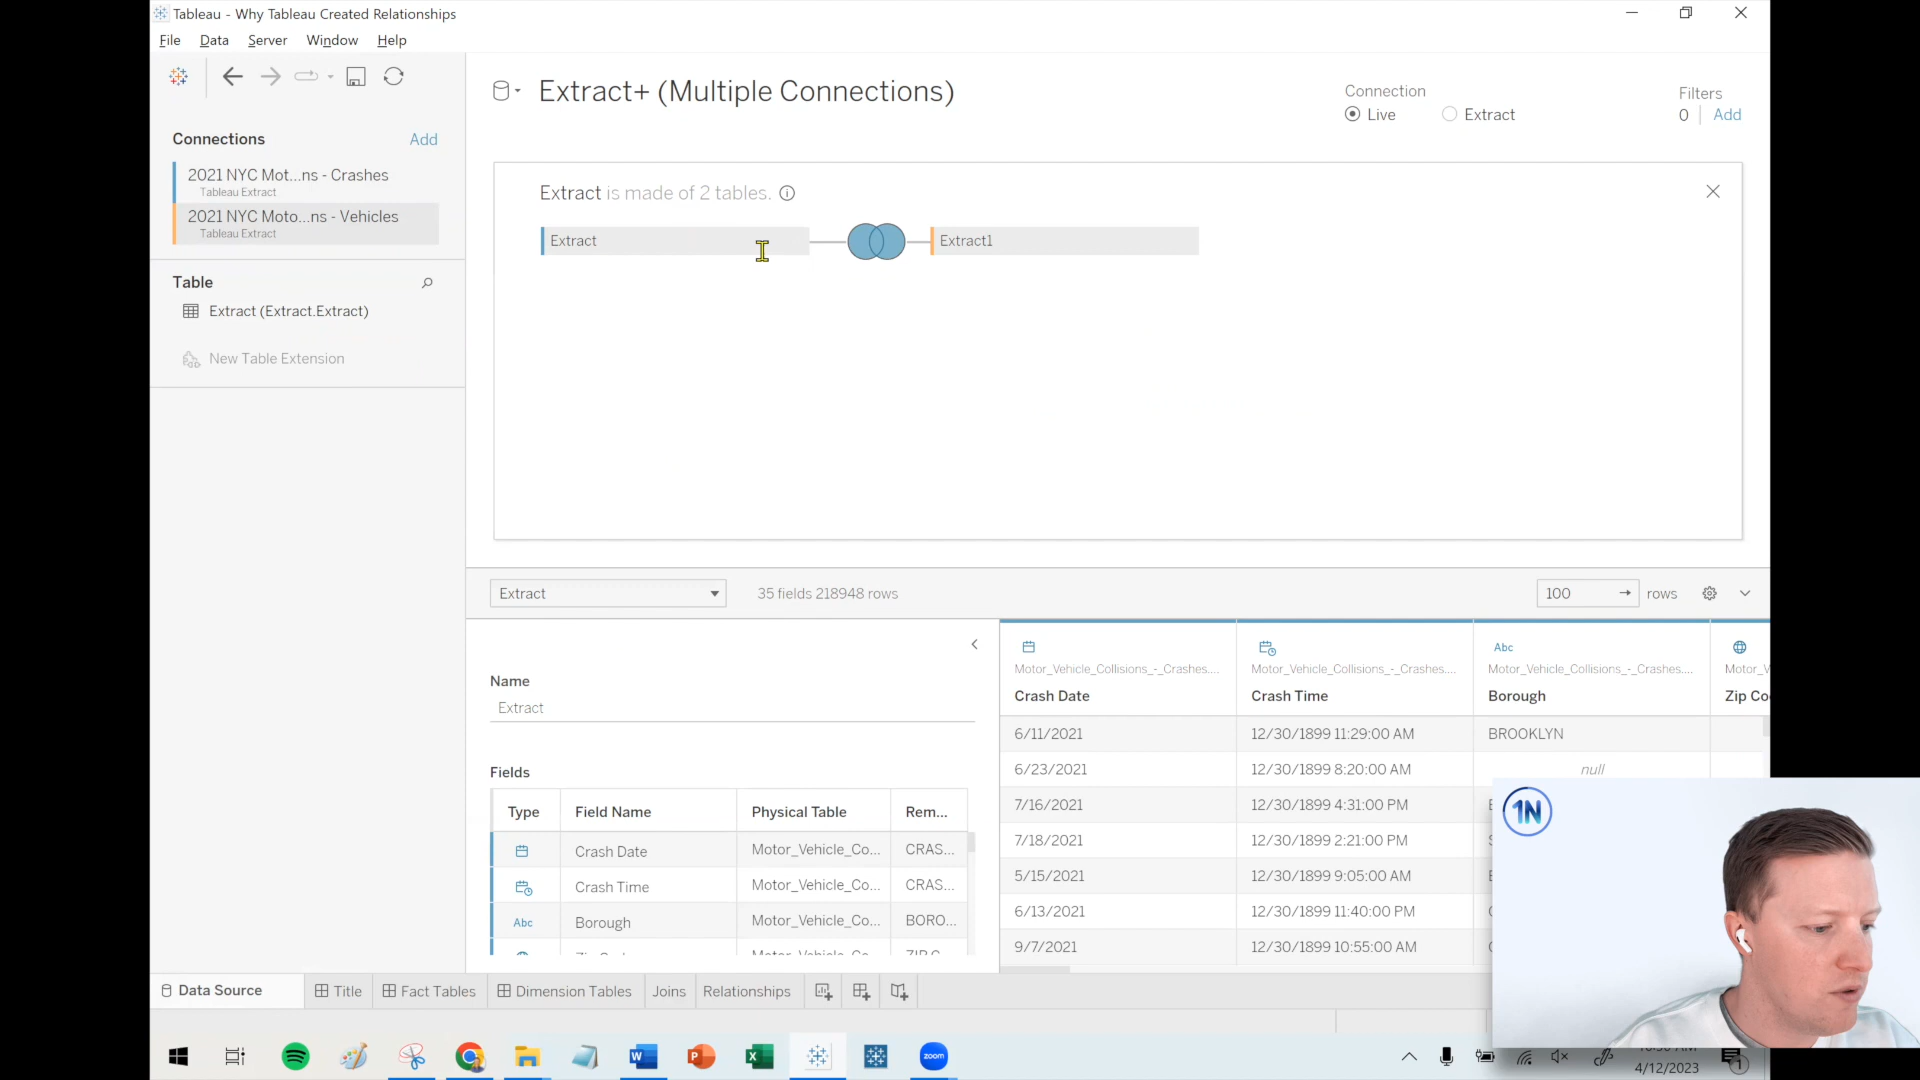 Tableau - Why Tableau Created Relationships
File Data Server Window Help
Connections Add
2021 NYC Mot...ns - Crashes
Tableau Extract
2021 NYC Moto...ns - Vehicles
Tableau Extract
Table
Extract (Extract.Extract)
New Table Extension
Extract+ (Multiple Connections)
Connection
Live Extract
Filters
0 Add
Extract is made of 2 tables.
Extract
Extract1
Extract
35 fields 218948 rows
100 rows
Name
Extract
Fields
Type Field Name Physical Table Rem...
Crash Date Motor_Vehicle_Co... CRAS...
Crash Time Motor_Vehicle_Co... CRAS...
Abc Borough Motor_Vehicle_Co... BORO...
Abc
Motor_Vehicle_Collisions_-_Crashes.... Motor_Vehicle_Collisions_-_Crashes.... Motor_Vehicle_Collisions_-_Crashes.... Motor_V
Crash Date Crash Time Borough Zip Co
6/11/2021 12/30/1899 11:29:00 AM BROOKLYN
6/23/2021 12/30/1899 8:20:00 AM null
7/16/2021 12/30/1899 4:31:00 PM
7/18/2021 12/30/1899 2:21:00 PM
5/15/2021 12/30/1899 9:05:00 AM
6/13/2021 12/30/1899 11:40:00 PM
9/7/2021 12/30/1899 10:55:00 AM
1N
Data Source Title Fact Tables Dimension Tables Joins Relationships
zoom
4/12/2023
1